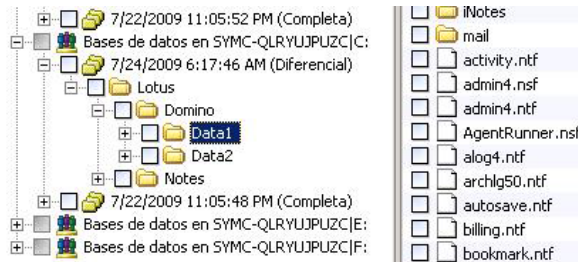 7/22/2009 11:05:52 PM (Completa)
Bases de datos en SYMC-QLRYUJPUZC|C:
7/24/2009 6:17:46 AM (Diferencial)
Lotus
Domino
Data1
Data2
Notes
7/22/2009 11:05:48 PM (Completa)
Bases de datos en SYMC-QLRYUJPUZC|E:
Bases de datos en SYMC-QLRYUJPUZC|F:
iNotes
mail
activity.ntf
admin4.nsf
admin4.ntf
AgentRunner.nsf
alog4.ntf
archlg50.ntf
autosave.ntf
billing.ntf
bookmark.ntf